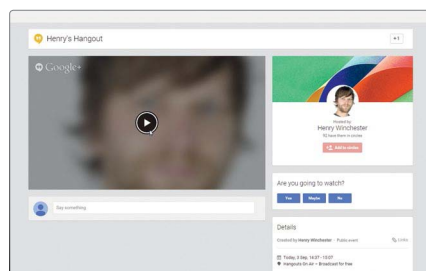 Henry's Hangout
+1
Google+
Hosted by
Henry Winchester
Add to circles
Say something
Are you going to watch?
Yes
Maybe
No
Details
Created by Henry Winchester · Public event
Today, 3 Sep, 14:07 - 15:07
Hangouts On Air – Broadcast for free